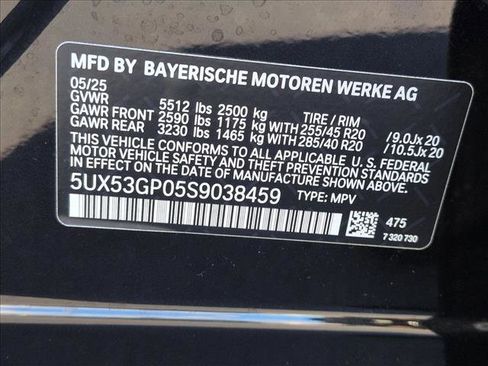 MFD BY BAYERISCHE MOTOREN WERKE AG
05/25
GVWR 5512 lbs 2500 kg TIRE / RIM
GAWR FRONT 2590 lbs 1175 kg WITH 255/45 R20 /9.0J x 20
GAWR REAR 3230 lbs 1465 kg WITH 285/40 R20 /10.5J x 20
THIS VEHICLE CONFORMS TO ALL APPLICABLE U.S. FEDERAL
MOTOR VEHICLE SAFETY AND THEFT PREVENTION STANDARDS
IN EFFECT ON THE DATE OF MANUFACTURE SHOWN ABOVE.
5UX53GP05S9038459 TYPE: MPV
475
7 320 730